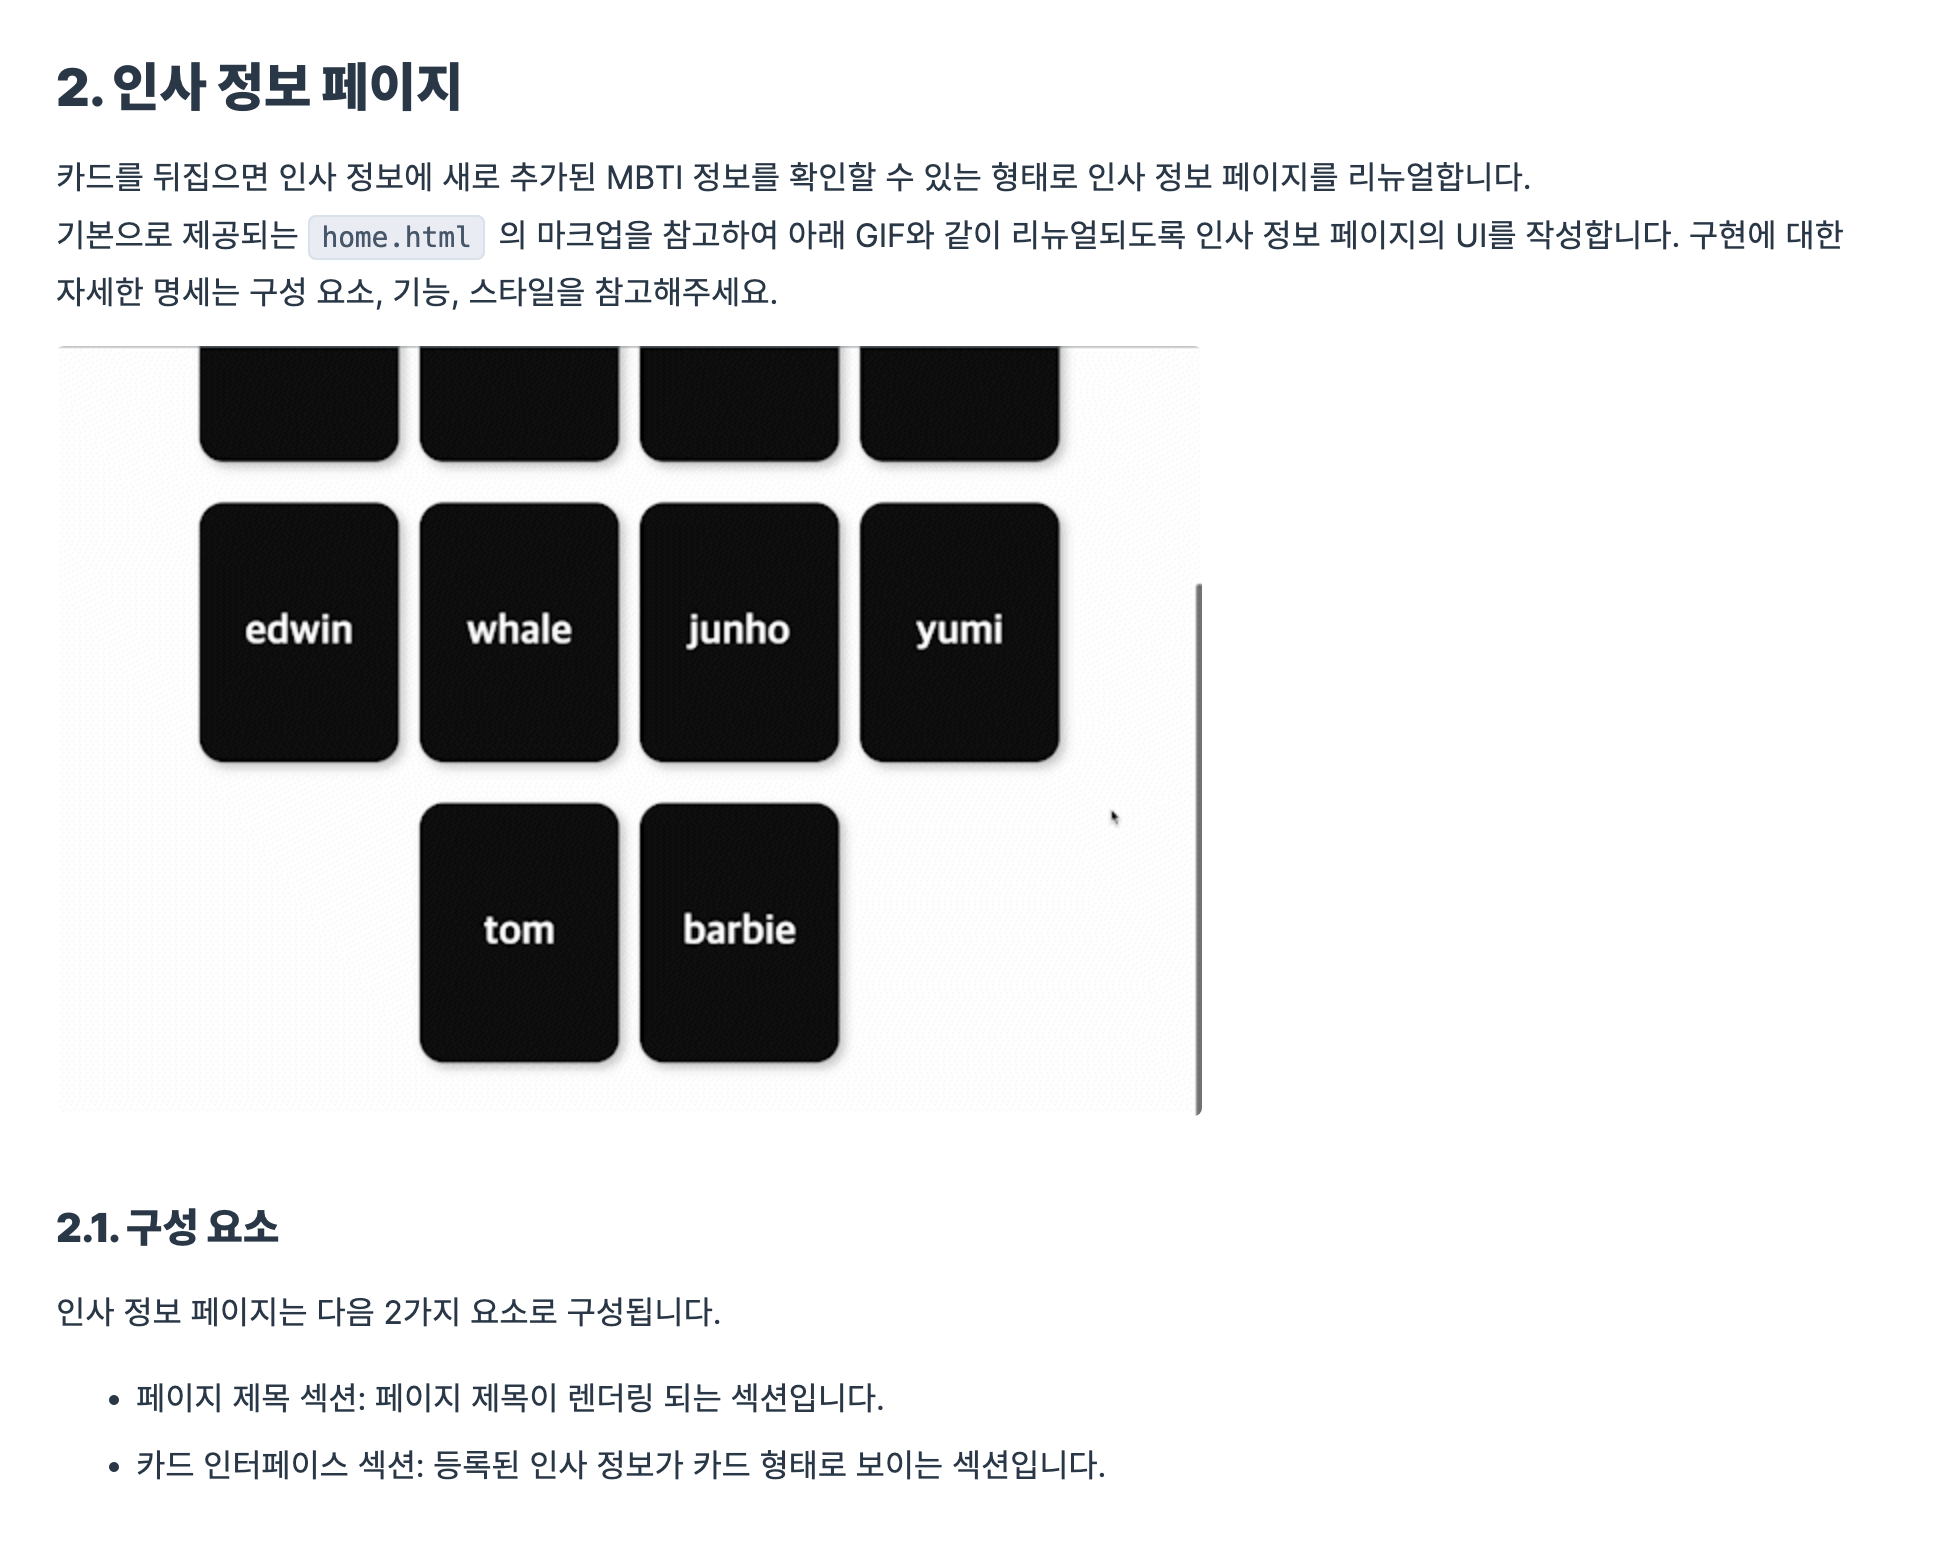 2. 인사 정보 페이지
카드를 뒤집으면 인사 정보에 새로 추가된 MBTI 정보를 확인할 수 있는 형태로 인사 정보 페이지를 리뉴얼합니다.
기본으로 제공되는 home.html 의 마크업을 참고하여 아래 GIF와 같이 리뉴얼되도록 인사 정보 페이지의 UI를 작성합니다. 구현에 대한
자세한 명세는 구성 요소, 기능, 스타일을 참고해주세요.
edwin whale junho yumi
tom barbie
2.1. 구성 요소
인사 정보 페이지는 다음 2가지 요소로 구성됩니다.
• 페이지 제목 섹션: 페이지 제목이 렌더링 되는 섹션입니다.
• 카드 인터페이스 섹션: 등록된 인사 정보가 카드 형태로 보이는 섹션입니다.